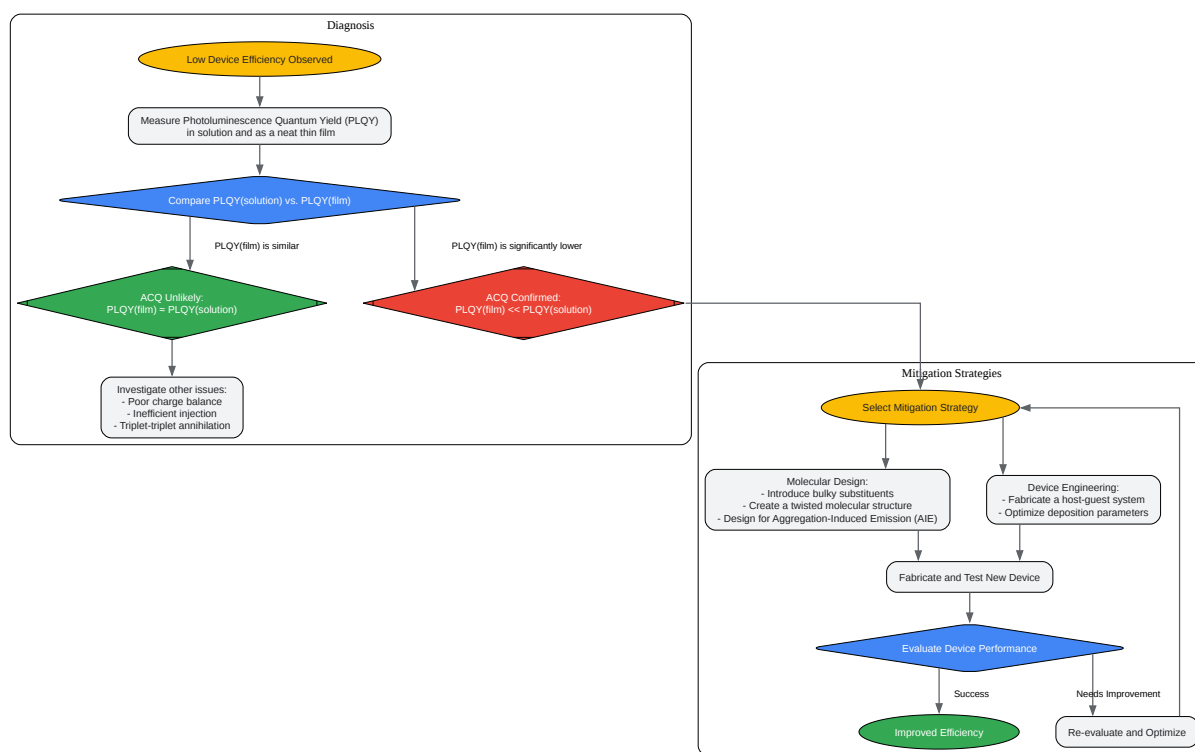 Diagnosis
Low Device Efficiency Observed
Measure Photoluminescence Quantum Yield (PLQY)
in solution and as a neat thin film
Compare PLQY(solution) vs. PLQY(film)
PLQY(film) is similar
PLQY(film) is significantly lower
ACQ Unlikely:
PLQY(film) = PLQY(solution)
ACQ Confirmed:
PLQY(film) << PLQY(solution)
Investigate other issues:
- Poor charge balance
- Inefficient injection
- Triplet-triplet annihilation
Mitigation Strategies
Select Mitigation Strategy
Molecular Design:
- Introduce bulky substituents
- Create a twisted molecular structure
- Design for Aggregation-Induced Emission (AIE)
Device Engineering:
- Fabricate a host-guest system
- Optimize deposition parameters
Fabricate and Test New Device
Evaluate Device Performance
Success
Needs Improvement
Improved Efficiency
Re-evaluate and Optimize